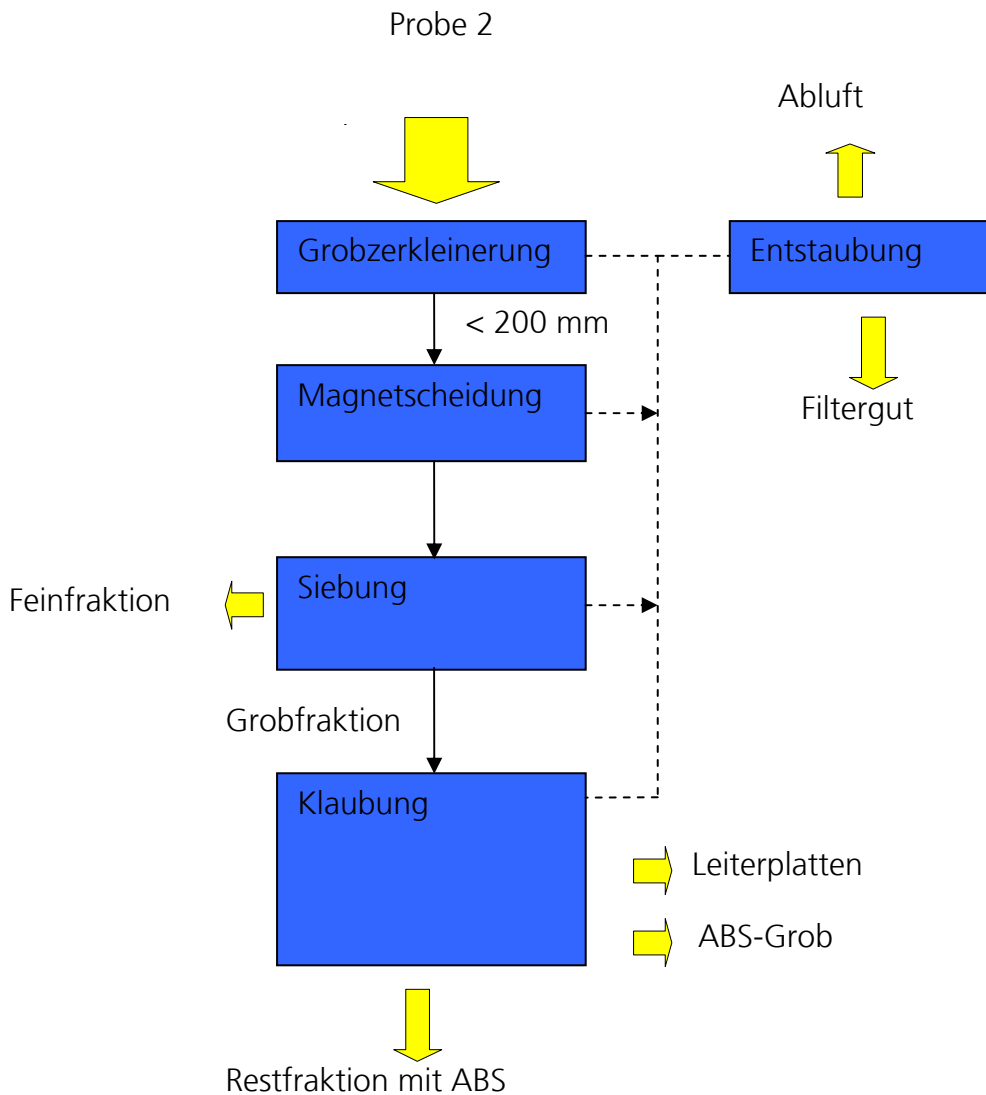 Probe 2
Abluft
Grobzerkleinerung
Entstaubung
< 200 mm
Magnetscheidung
Filtergut
Siebung
Feinfraktion
Grobfraktion
Klaubung
Leiterplatten
ABS-Grob
Restfraktion mit ABS